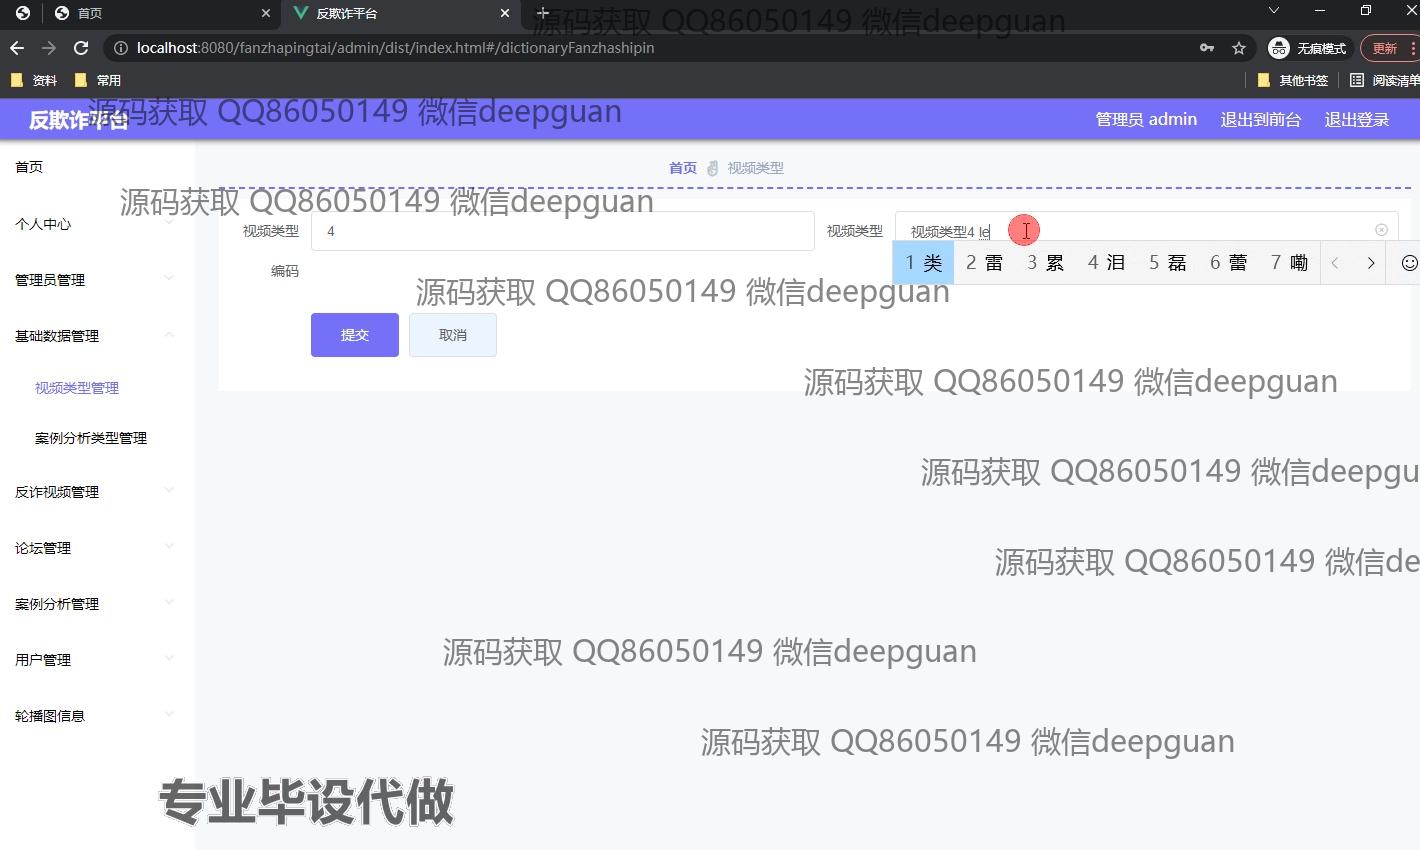 首页
反欺诈平台
源码获取 QQ86050149 微信deepguan
localhost:8080/fanzhapingtai/admin/dist/index.html#/dictionaryFanzhashipin
无痕模式
更新
资料
常用
其他书签
阅读清单
反欺诈平台
源码获取 QQ86050149 微信deepguan
管理员 admin
退出到前台
退出登录
首页
首页
视频类型
源码获取 QQ86050149 微信deepguan
个人中心
视频类型
编码
4
视频类型
视频类型4 le
1 类 2 雷 3 累 4 泪 5 磊 6 蕾 7 嘞
管理员管理
源码获取 QQ86050149 微信deepguan
基础数据管理
提交
取消
视频类型管理
源码获取 QQ86050149 微信deepguan
案例分析类型管理
源码获取 QQ86050149 微信deepgu
反诈视频管理
论坛管理
源码获取 QQ86050149 微信de
案例分析管理
用户管理
源码获取 QQ86050149 微信deepguan
轮播图信息
源码获取 QQ86050149 微信deepguan
专业毕设代做